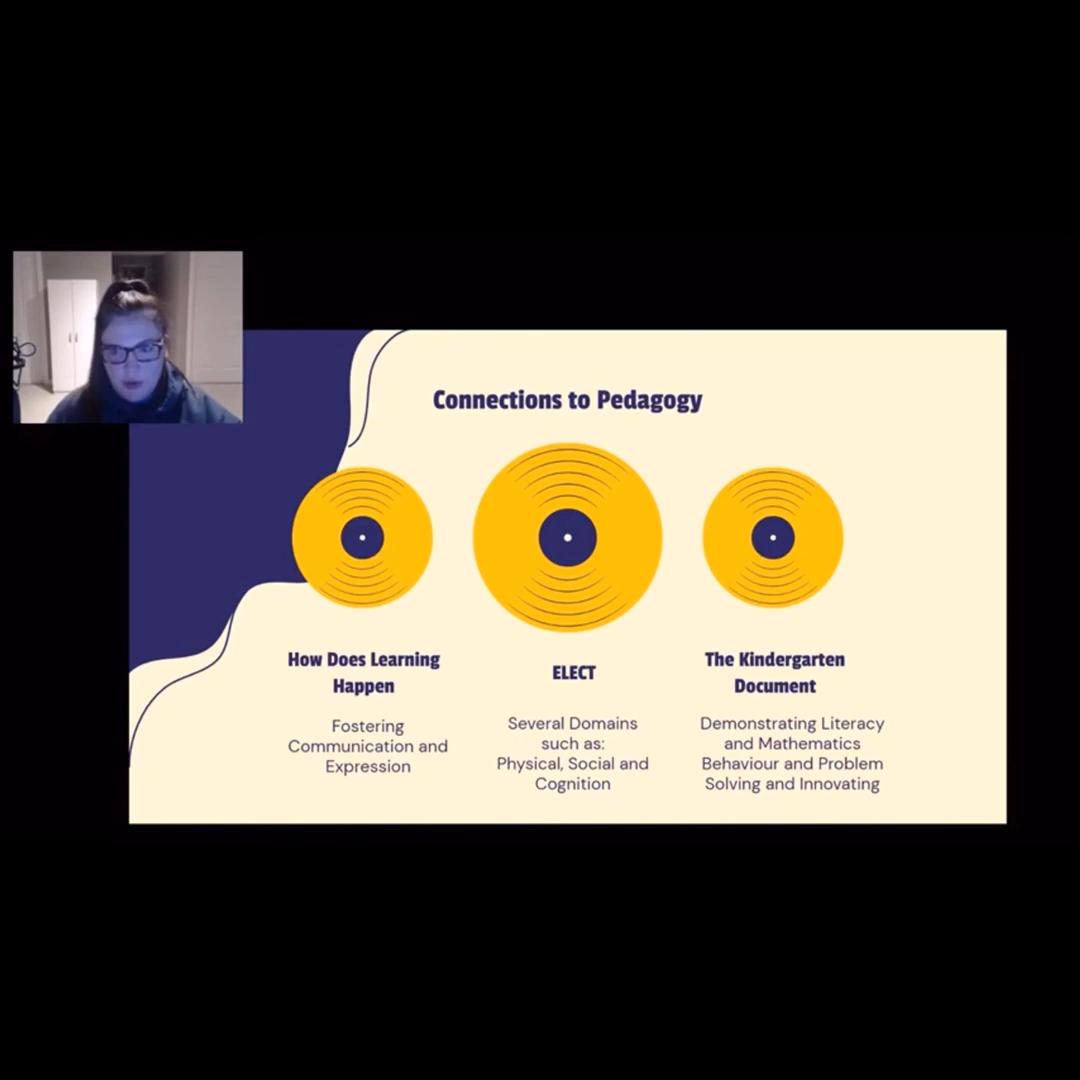 Connections to Pedagogy
How Does Learning
Happen
Fostering
Communication and
Expression
ELECT
Several Domains
such as:
Physical, Social and
Cognition
The Kindergarten
Document
Demonstrating Literacy
and Mathematics
Behaviour and Problem
Solving and Innovating